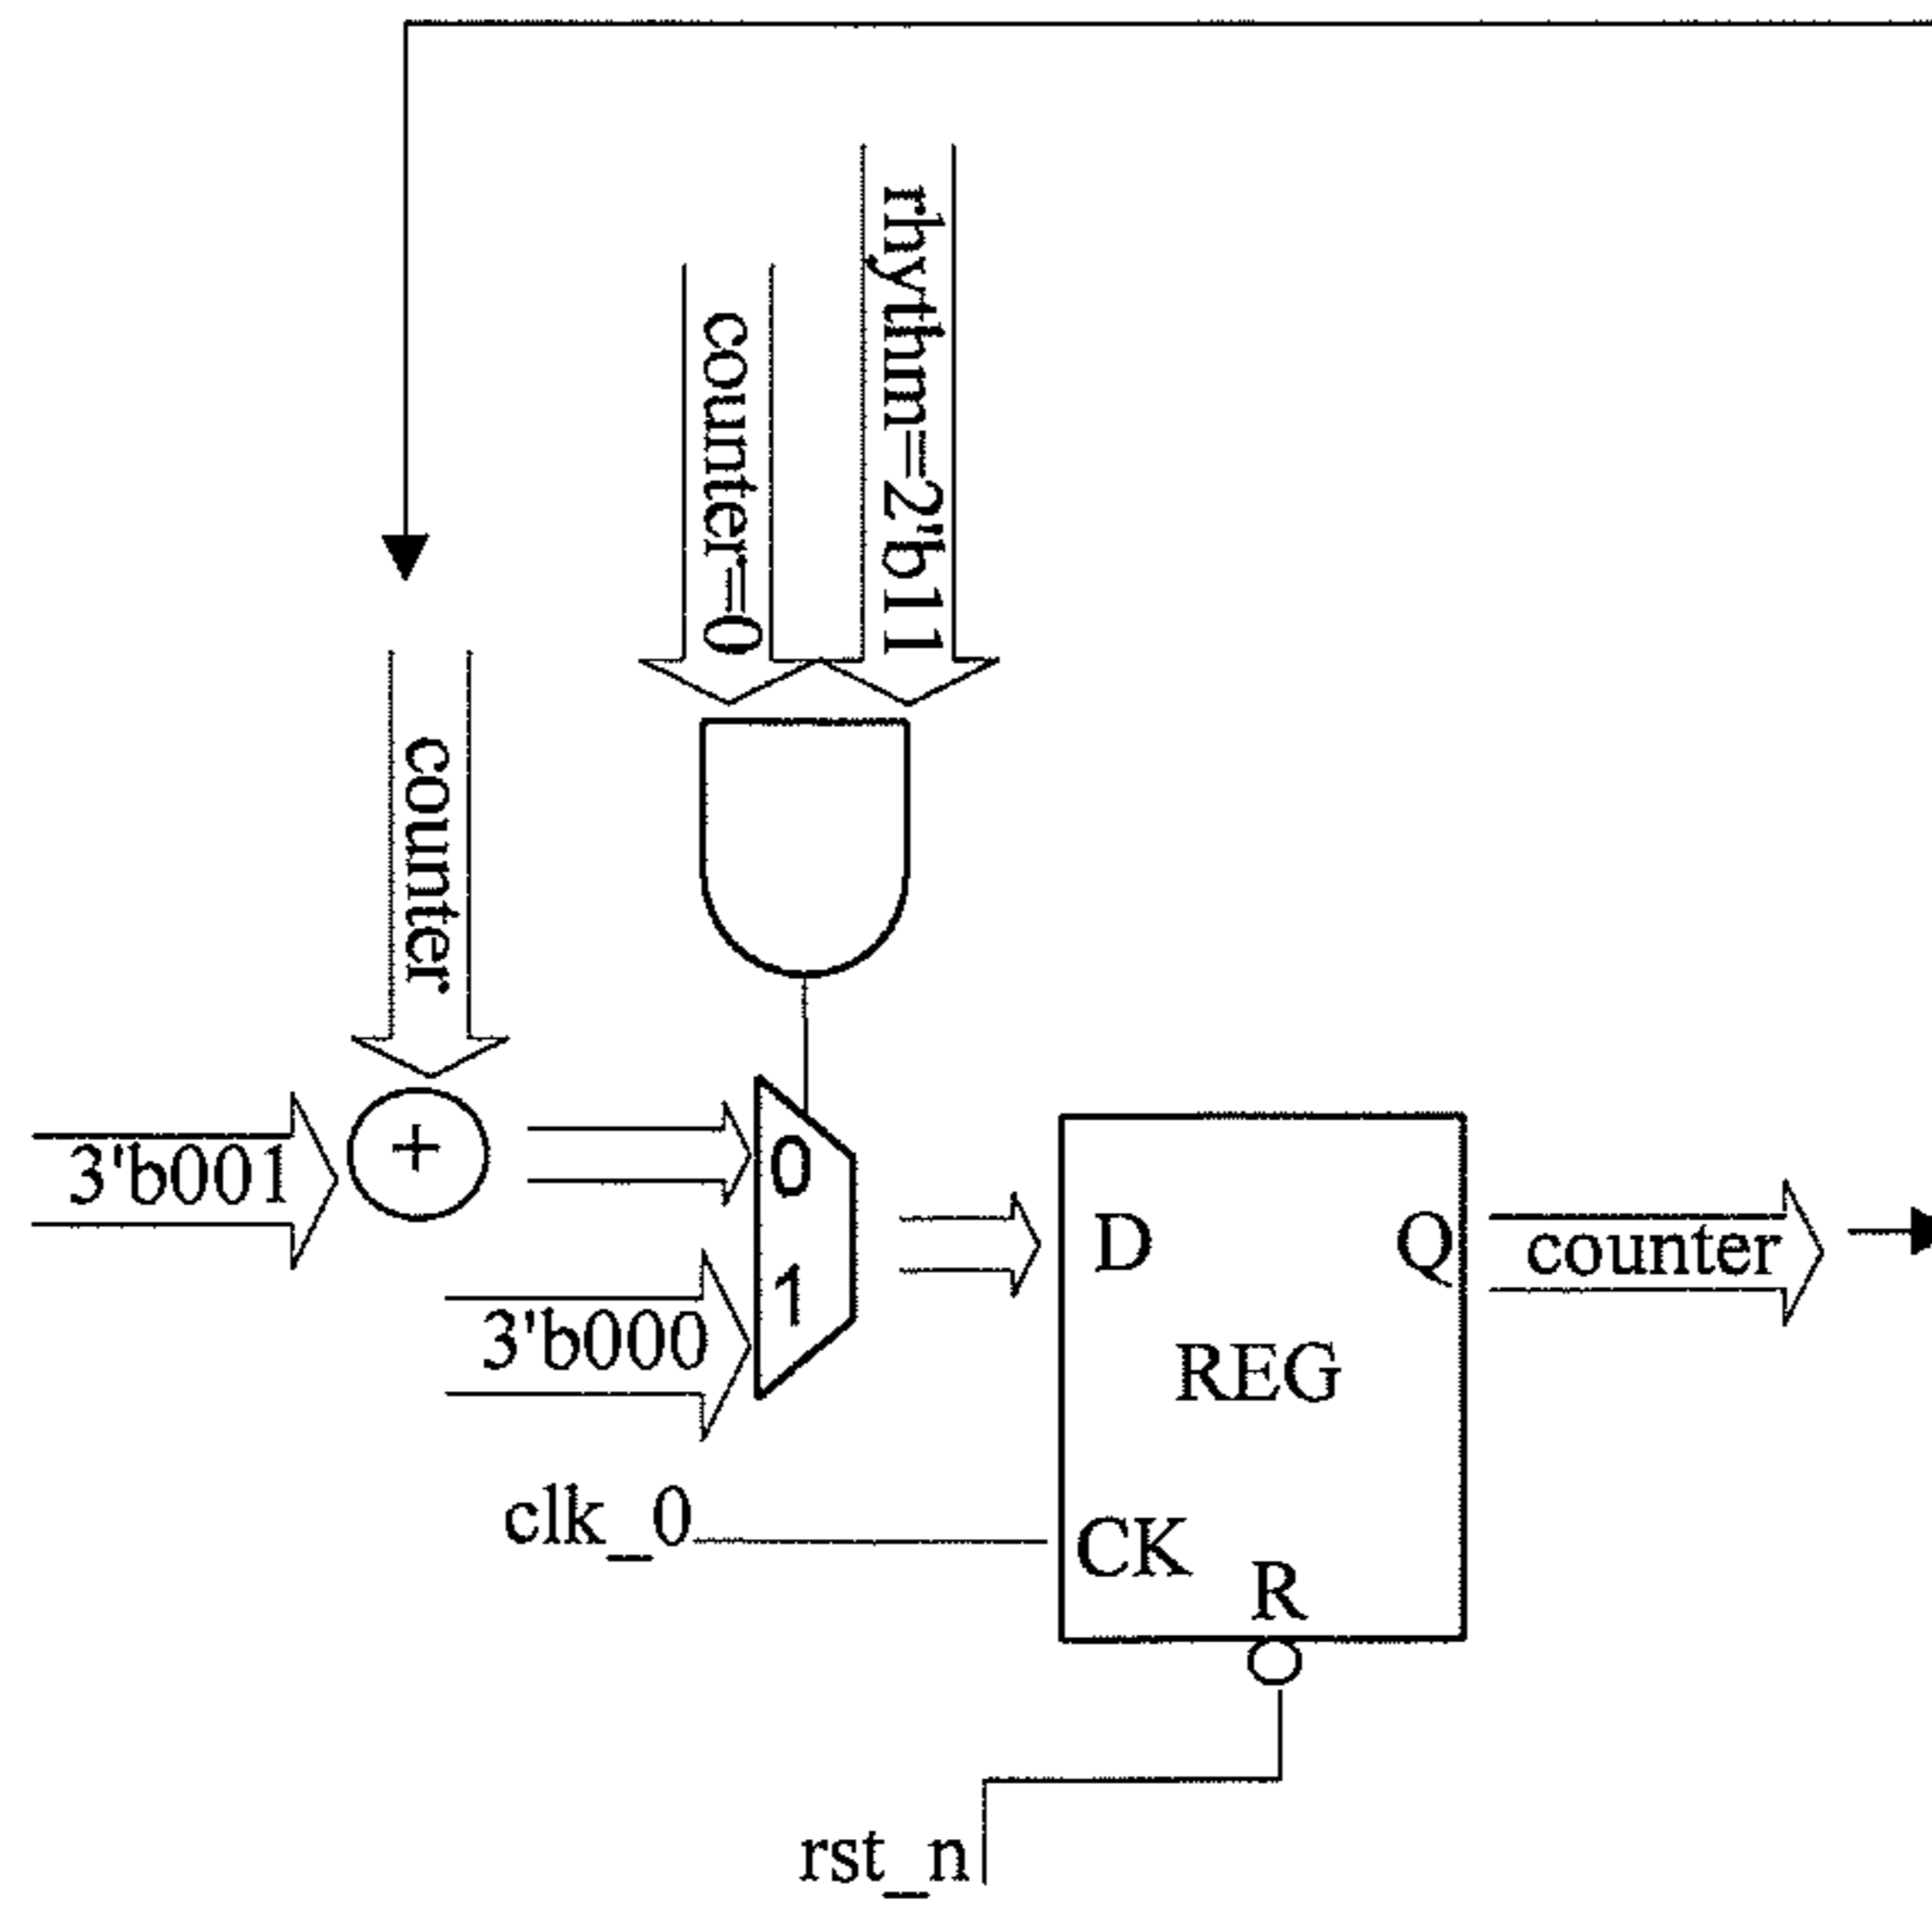 rhythm=2'b11
counter=0
counter
3'b001
+
0
1
3'b000
D
Q
counter
REG
clk_0
CK
R
rst_n